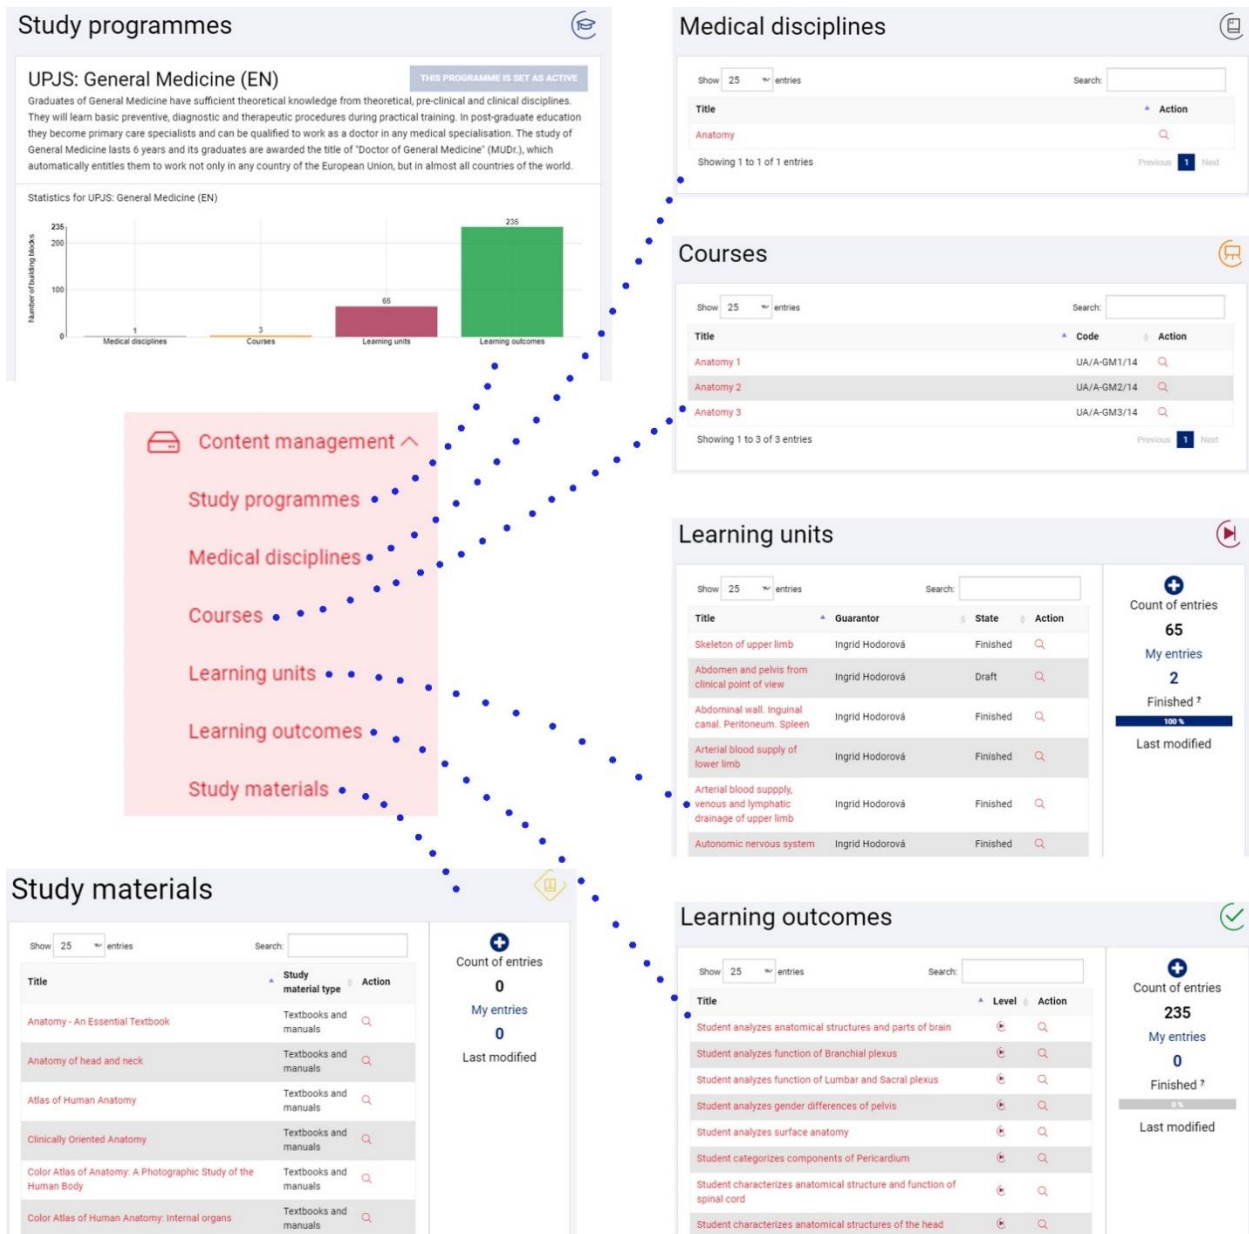 Study programmes
UPJS: General Medicine (EN)
THIS PROGRAMME IS SET AS ACTIVE
Graduates of General Medicine have sufficient theoretical knowledge from theoretical, pre-clinical and clinical disciplines.
They will learn basic preventive, diagnostic and therapeutic procedures during practical training. In post-graduate education
they become primary care specialists and can be qualified to work as a doctor in any medical specialisation. The study of
General Medicine lasts 6 years and its graduates are awarded the title of "Doctor of General Medicine" (MUDr.), which
automatically entitles them to work not only in any country of the European Union, but in almost all countries of the world.
Statistics for UPJS: General Medicine (EN)
Number of building blocks
235
200
100
0
1
3
65
235
Medical disciplines
Courses
Learning units
Learning outcomes
Content management
Study programmes
Medical disciplines
Courses
Learning units
Learning outcomes
Study materials
Medical disciplines
Show 25 entries
Search:
Title Action
Anatomy
Showing 1 to 1 of 1 entries
Previous 1 Next
Courses
Show 25 entries
Search:
Title Code Action
Anatomy 1 UA/A-GM1/14
Anatomy 2 UA/A-GM2/14
Anatomy 3 UA/A-GM3/14
Showing 1 to 3 of 3 entries
Previous 1 Next
Learning units
Show 25 entries
Search:
Title Guarantor State Action
Skeleton of upper limb Ingrid Hodorová Finished
Abdomen and pelvis from
clinical point of view
Ingrid Hodorová Draft
Abdominal wall. Inguinal
canal. Peritoneum. Spleen
Ingrid Hodorová Finished
Arterial blood supply of
lower limb
Ingrid Hodorová Finished
Arterial blood suppply,
venous and lymphatic
drainage of upper limb
Ingrid Hodorová Finished
Autonomic nervous system Ingrid Hodorová Finished
Count of entries
65
My entries
2
Finished ?
100 %
Last modified
Study materials
Show 25 entries
Search:
Title
Study
material type
Action
Anatomy - An Essential Textbook
Textbooks and
manuals
Anatomy of head and neck
Textbooks and
manuals
Atlas of Human Anatomy
Textbooks and
manuals
Clinically Oriented Anatomy
Textbooks and
manuals
Color Atlas of Anatomy: A Photographic Study of the
Human Body
Textbooks and
manuals
Color Atlas of Human Anatomy: Internal organs
Textbooks and
manuals
Count of entries
0
My entries
0
Last modified
Learning outcomes
Show 25 entries
Search:
Title Level Action
Student analyzes anatomical structures and parts of brain
Student analyzes function of Branchial plexus
Student analyzes function of Lumbar and Sacral plexus
Student analyzes gender differences of pelvis
Student analyzes surface anatomy
Student categorizes components of Pericardium
Student characterizes anatomical structure and function of
spinal cord
Student characterizes anatomical structures of the head
Count of entries
235
My entries
0
Finished ?
0 %
Last modified